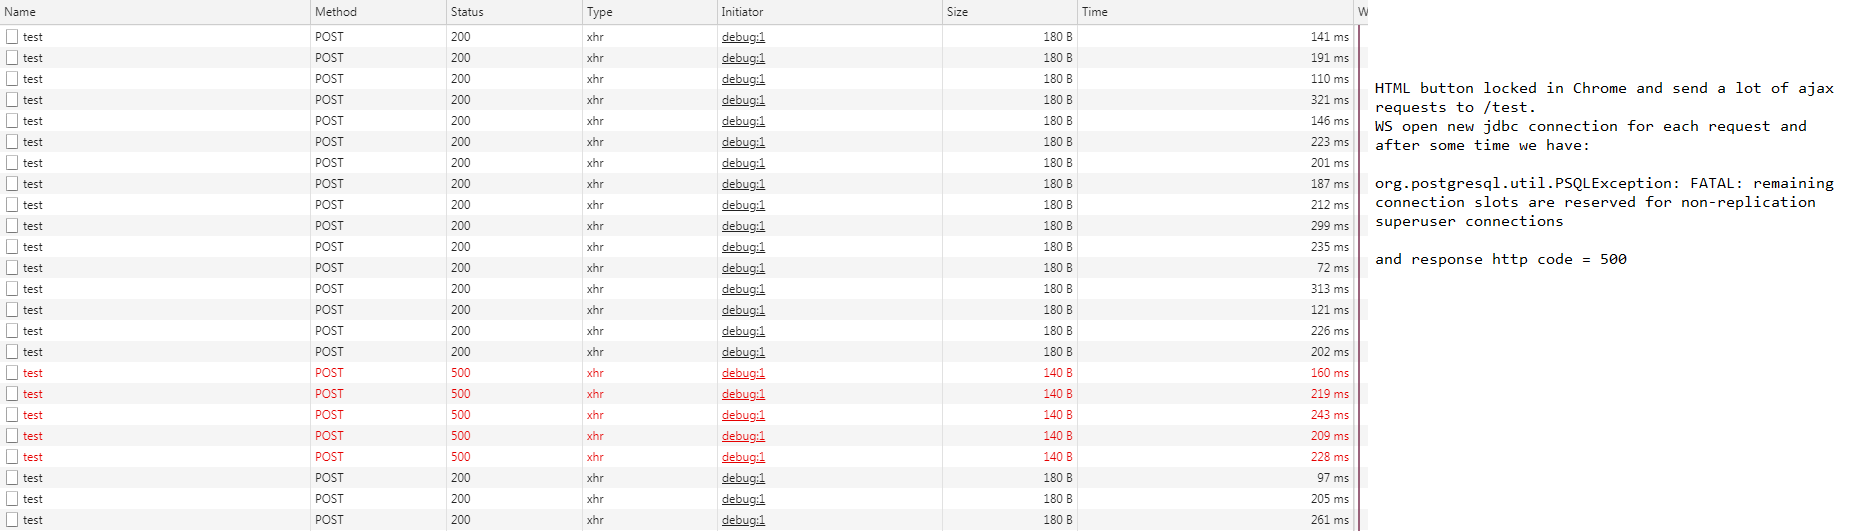 Name Method Status Type Initiator Size Time W
test POST 200 xhr debug:1 180 B 141 ms
test POST 200 xhr debug:1 180 B 191 ms
test POST 200 xhr debug:1 180 B 110 ms
test POST 200 xhr debug:1 180 B 321 ms
test POST 200 xhr debug:1 180 B 146 ms
test POST 200 xhr debug:1 180 B 223 ms
test POST 200 xhr debug:1 180 B 201 ms
test POST 200 xhr debug:1 180 B 187 ms
test POST 200 xhr debug:1 180 B 212 ms
test POST 200 xhr debug:1 180 B 299 ms
test POST 200 xhr debug:1 180 B 235 ms
test POST 200 xhr debug:1 180 B 72 ms
test POST 200 xhr debug:1 180 B 313 ms
test POST 200 xhr debug:1 180 B 121 ms
test POST 200 xhr debug:1 180 B 226 ms
test POST 200 xhr debug:1 180 B 202 ms
test POST 500 xhr debug:1 140 B 160 ms
test POST 500 xhr debug:1 140 B 219 ms
test POST 500 xhr debug:1 140 B 243 ms
test POST 500 xhr debug:1 140 B 209 ms
test POST 500 xhr debug:1 140 B 228 ms
test POST 200 xhr debug:1 180 B 97 ms
test POST 200 xhr debug:1 180 B 205 ms
test POST 200 xhr debug:1 180 B 261 ms
HTML button locked in Chrome and send a lot of ajax
requests to /test.
WS open new jdbc connection for each request and
after some time we have:
org.postgresql.util.PSQLException: FATAL: remaining
connection slots are reserved for non-replication
superuser connections
and response http code = 500